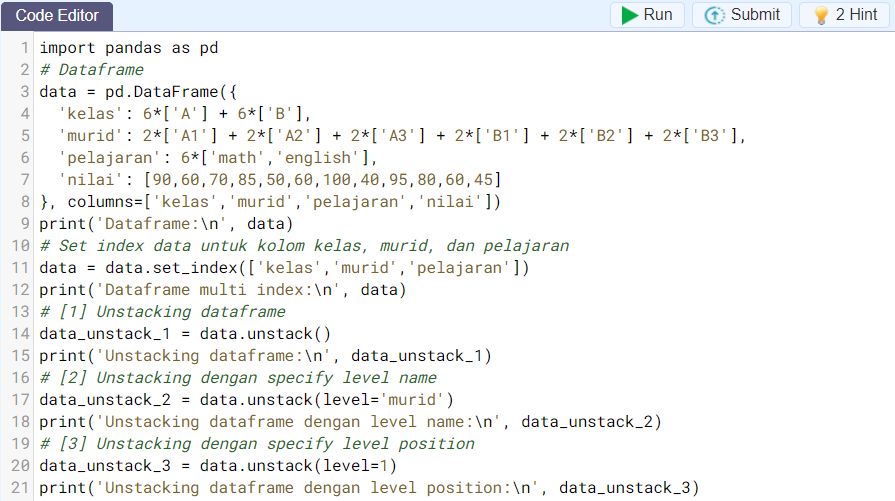 Code Editor Run Submit 2 Hint
1 import pandas as pd
2 # Dataframe
3 data = pd.DataFrame({
4   'kelas': 6*['A'] + 6*['B'],
5   'murid': 2*['A1'] + 2*['A2'] + 2*['A3'] + 2*['B1'] + 2*['B2'] + 2*['B3'],
6   'pelajaran': 6*['math','english'],
7   'nilai': [90,60,70,85,50,60,100,40,95,80,60,45]
8 }, columns=['kelas','murid','pelajaran','nilai'])
9 print('Dataframe:\n', data)
10 # Set index data untuk kolom kelas, murid, dan pelajaran
11 data = data.set_index(['kelas','murid','pelajaran'])
12 print('Dataframe multi index:\n', data)
13 # [1] Unstacking dataframe
14 data_unstack_1 = data.unstack()
15 print('Unstacking dataframe:\n', data_unstack_1)
16 # [2] Unstacking dengan specify level name
17 data_unstack_2 = data.unstack(level='murid')
18 print('Unstacking dataframe dengan level name:\n', data_unstack_2)
19 # [3] Unstacking dengan specify level position
20 data_unstack_3 = data.unstack(level=1)
21 print('Unstacking dataframe dengan level position:\n', data_unstack_3)